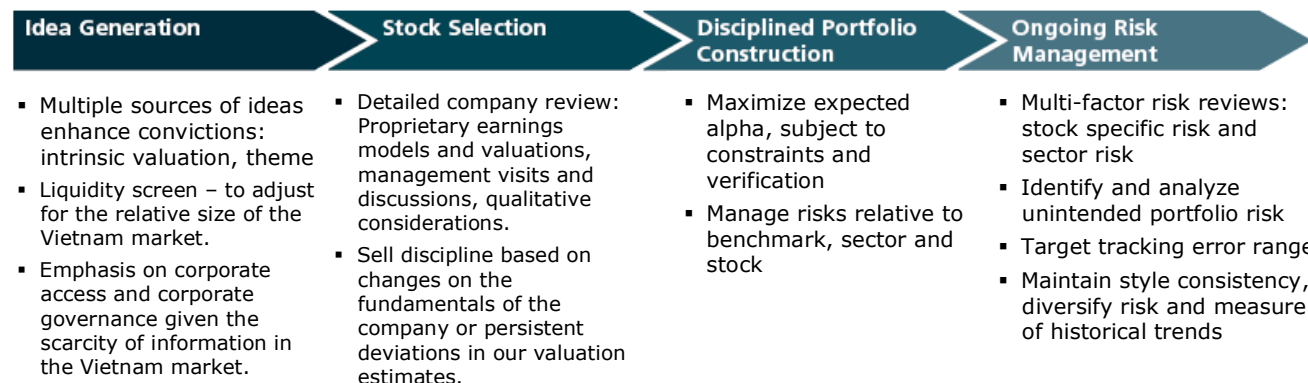 Idea Generation
Stock Selection
Disciplined Portfolio
Construction
Ongoing Risk
Management
▪ Multiple sources of ideas
enhance convictions:
intrinsic valuation, theme
▪ Liquidity screen – to adjust
for the relative size of the
Vietnam market.
▪ Emphasis on corporate
access and corporate
governance given the
scarcity of information in
the Vietnam market.
▪ Detailed company review:
Proprietary earnings
models and valuations,
management visits and
discussions, qualitative
considerations.
▪ Sell discipline based on
changes on the
fundamentals of the
company or persistent
deviations in our valuation
estimates.
▪ Maximize expected
alpha, subject to
constraints and
verification
▪ Manage risks relative to
benchmark, sector and
stock
▪ Multi-factor risk reviews:
stock specific risk and
sector risk
▪ Identify and analyze
unintended portfolio risk
▪ Target tracking error range
▪ Maintain style consistency,
diversify risk and measure
of historical trends